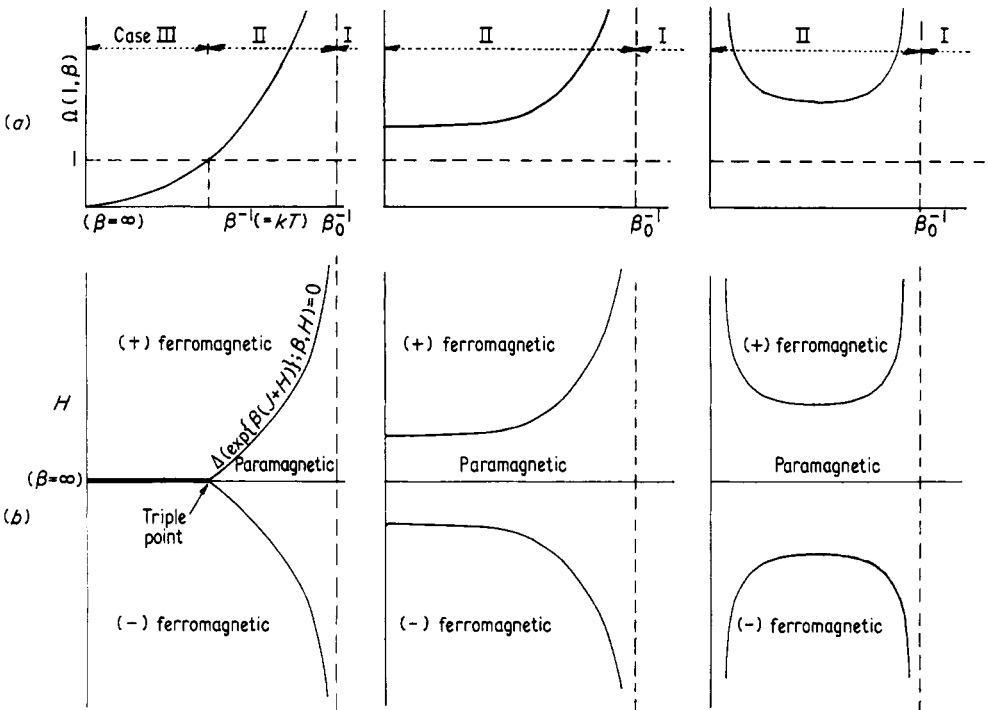 Case III
II
I
II
I
II
I
Ω(1,β)
(a)
1
(β=∞)
β⁻¹(=kT)
β₀⁻¹
β₀⁻¹
β₀⁻¹
(+) ferromagnetic
Δ(exp{β(J+H)};β,H)=0
(+) ferromagnetic
(+) ferromagnetic
H
Paramagnetic
Paramagnetic
Paramagnetic
(β=∞)
(b)
Triple
point
(-) ferromagnetic
(-) ferromagnetic
(-) ferromagnetic